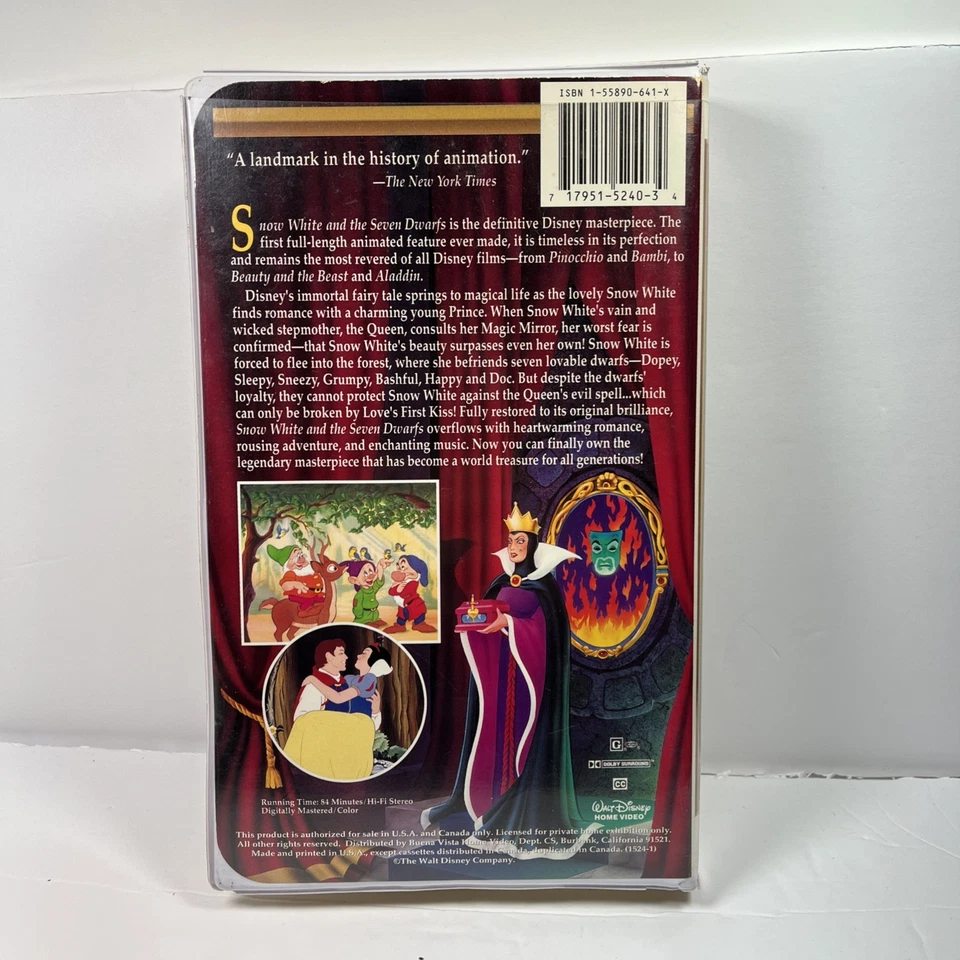 ISBN 1-55890-641-X
7 17951-5240-3 4
“A landmark in the history of animation.”
—The New York Times
Snow White and the Seven Dwarfs is the definitive Disney masterpiece. The
first full-length animated feature ever made, it is timeless in its perfection
and remains the most revered of all Disney films—from Pinocchio and Bambi, to
Beauty and the Beast and Aladdin.
Disney's immortal fairy tale springs to magical life as the lovely Snow White
finds romance with a charming young Prince. When Snow White's vain and
wicked stepmother, the Queen, consults her Magic Mirror, her worst fear is
confirmed—that Snow White's beauty surpasses even her own! Snow White is
forced to flee into the forest, where she befriends seven lovable dwarfs—Dopey,
Sleepy, Sneezy, Grumpy, Bashful, Happy and Doc. But despite the dwarfs'
loyalty, they cannot protect Snow White against the Queen's evil spell...which
can only be broken by Love's First Kiss! Fully restored to its original brilliance,
Snow White and the Seven Dwarfs overflows with heartwarming romance,
rousing adventure, and enchanting music. Now you can finally own the
legendary masterpiece that has become a world treasure for all generations!
G
DOLBY SURROUND
CC
Walt Disney
HOME VIDEO
Running Time: 84 Minutes/Hi-Fi Stereo
Digitally Mastered/Color
This product is authorized for sale in U.S.A. and Canada only. Licensed for private home exhibition only.
All other rights reserved. Distributed by Buena Vista Home Video, Dept. CS, Burbank, California 91521.
Made and printed in U.S.A., except cassettes distributed in Canada, duplicated in Canada. (1524-1)
©The Walt Disney Company.